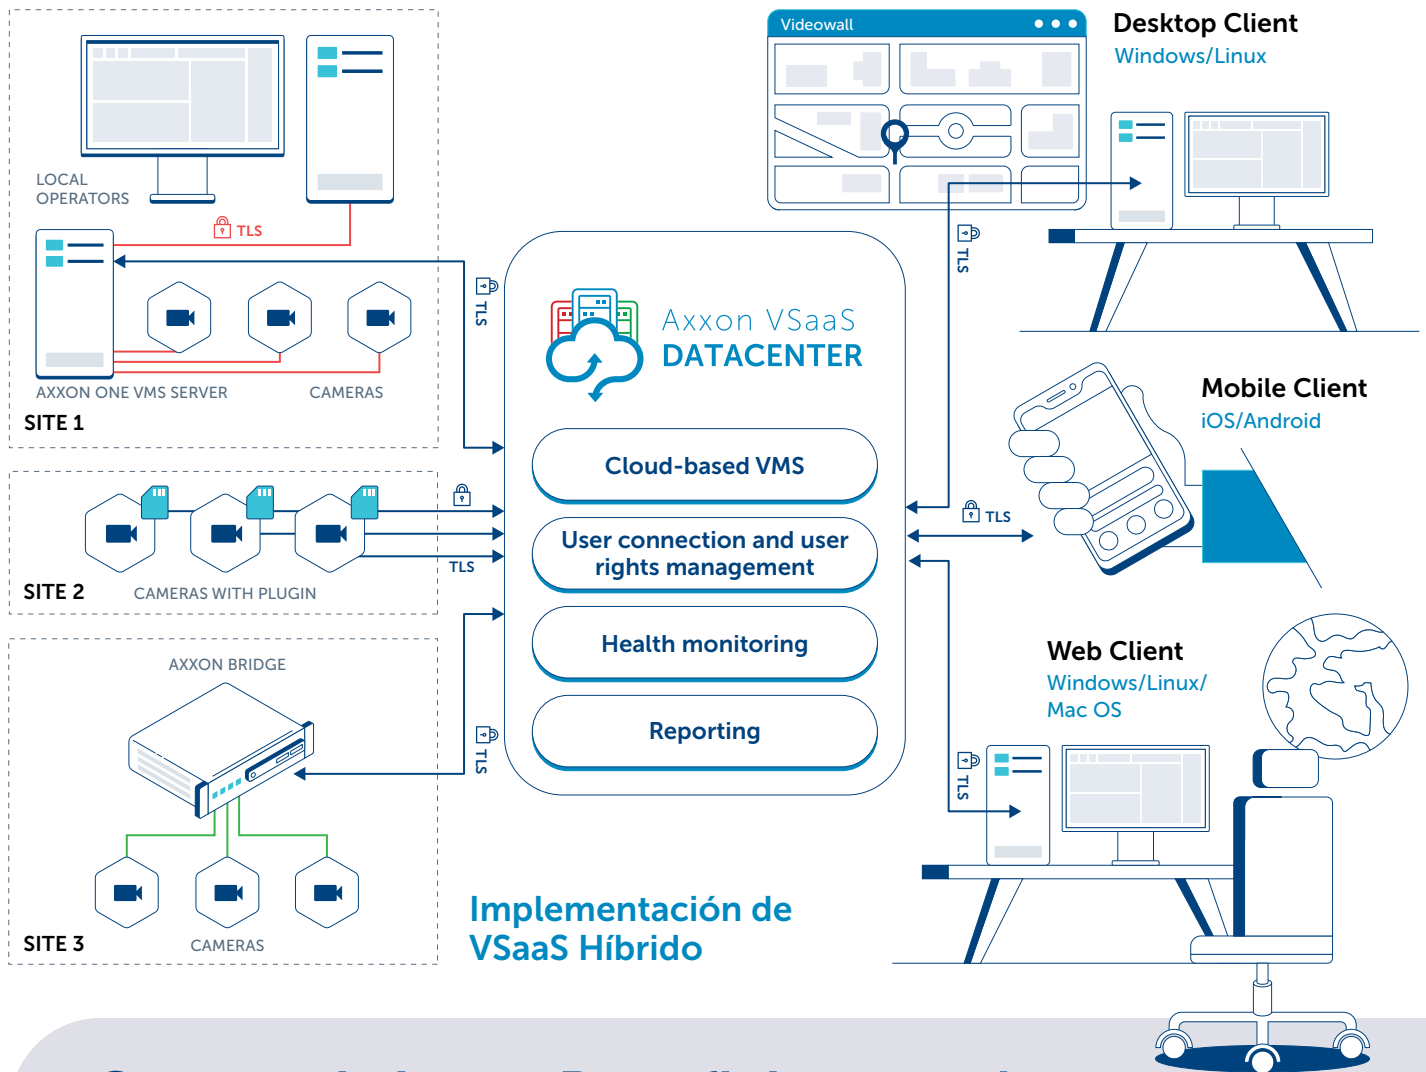 LOCAL
OPERATORS
TLS
AXXON ONE VMS SERVER
CAMERAS
SITE 1
TLS
SITE 2
CAMERAS WITH PLUGIN
TLS
AXXON BRIDGE
TLS
SITE 3
CAMERAS
Axxon VSaaS
DATACENTER
Cloud-based VMS
User connection and user
rights management
Health monitoring
Reporting
Implementación de
VSaaS Híbrido
Videowall
Desktop Client
Windows/Linux
TLS
Mobile Client
iOS/Android
TLS
Web Client
Windows/Linux/
Mac OS
TLS